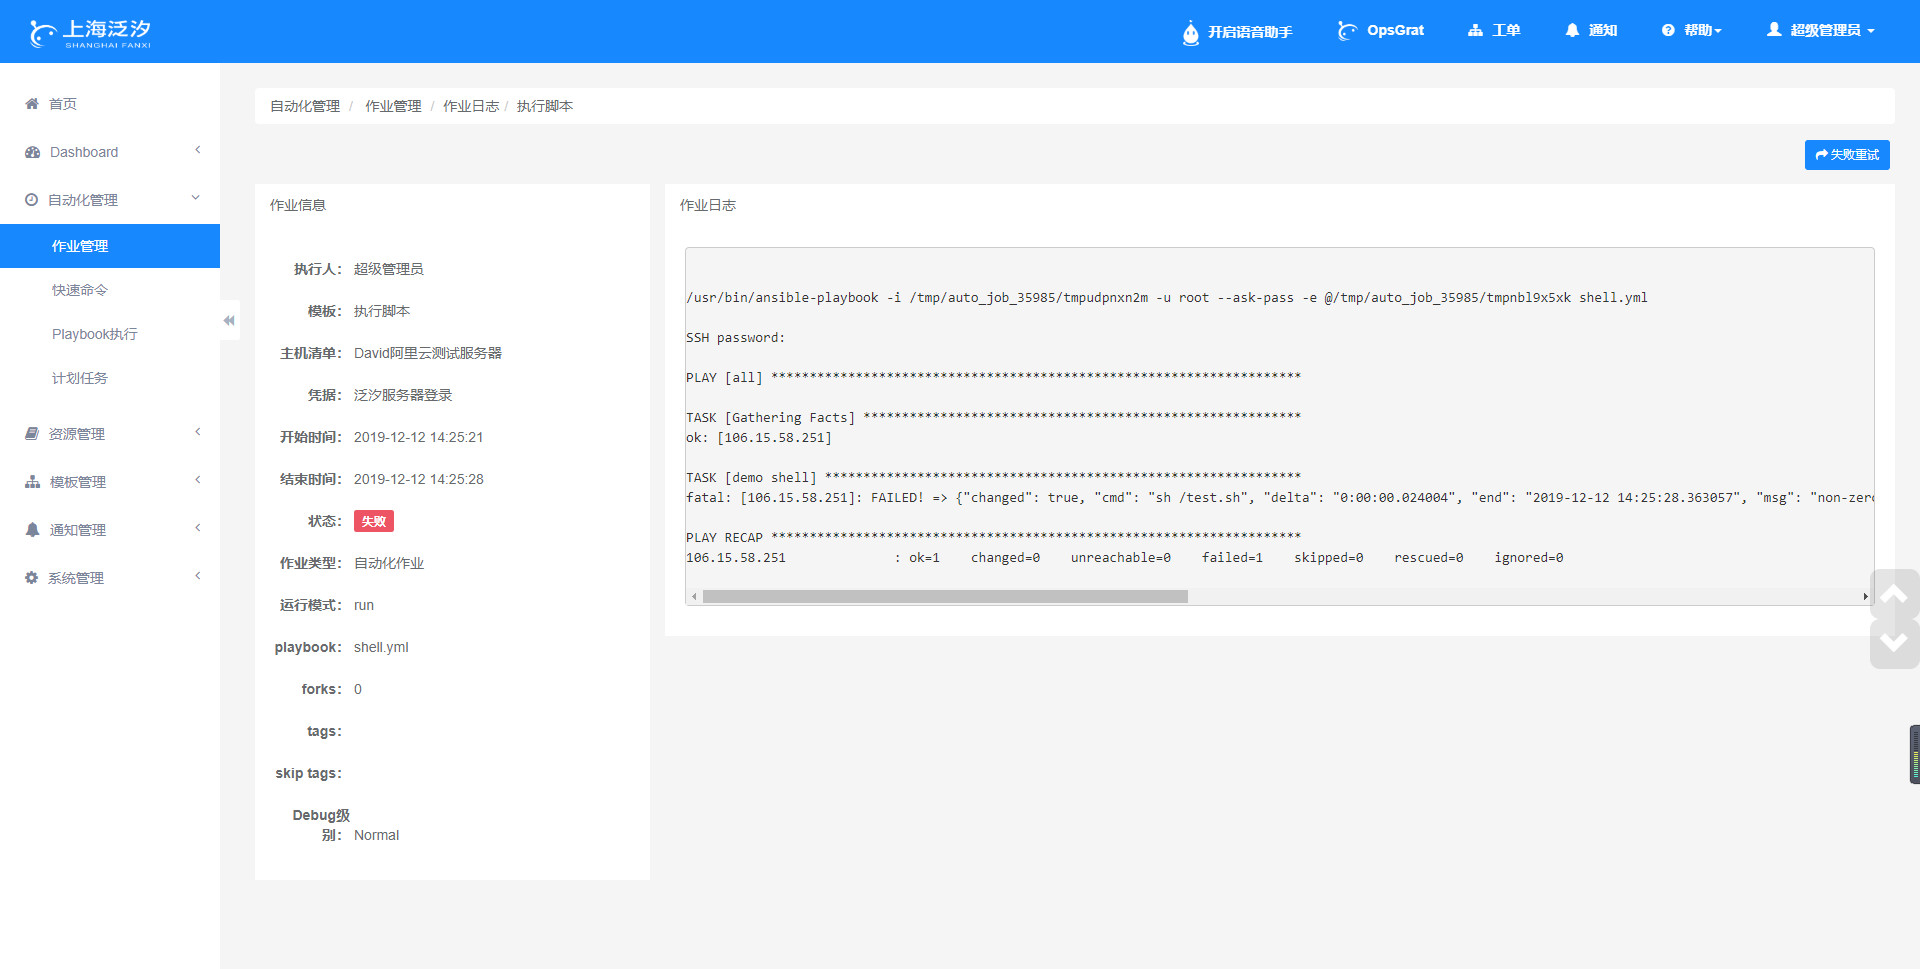 上海泛汐
SHANGHAI FANXI
开启语音助手
OpsGrat
工单
通知
帮助
超级管理员
首页
Dashboard
自动化管理
作业管理
快速命令
Playbook执行
计划任务
资源管理
模板管理
通知管理
系统管理
自动化管理 / 作业管理 / 作业日志 / 执行脚本
失败重试
作业信息
执行人： 超级管理员
模板： 执行脚本
主机清单： David阿里云测试服务器
凭据： 泛汐服务器登录
开始时间： 2019-12-12 14:25:21
结束时间： 2019-12-12 14:25:28
状态： 失败
作业类型： 自动化作业
运行模式： run
playbook： shell.yml
forks： 0
tags：
skip tags：
Debug级
别： Normal
作业日志
/usr/bin/ansible-playbook -i /tmp/auto_job_35985/tmpudpnxn2m -u root --ask-pass -e @/tmp/auto_job_35985/tmpnbl9x5xk shell.yml
SSH password:
PLAY [all] *********************************************************************
TASK [Gathering Facts] *********************************************************
ok: [106.15.58.251]
TASK [demo shell] **************************************************************
fatal: [106.15.58.251]: FAILED! => {"changed": true, "cmd": "sh /test.sh", "delta": "0:00:00.024004", "end": "2019-12-12 14:25:28.363057", "msg": "non-zero
PLAY RECAP *********************************************************************
106.15.58.251 : ok=1 changed=0 unreachable=0 failed=1 skipped=0 rescued=0 ignored=0